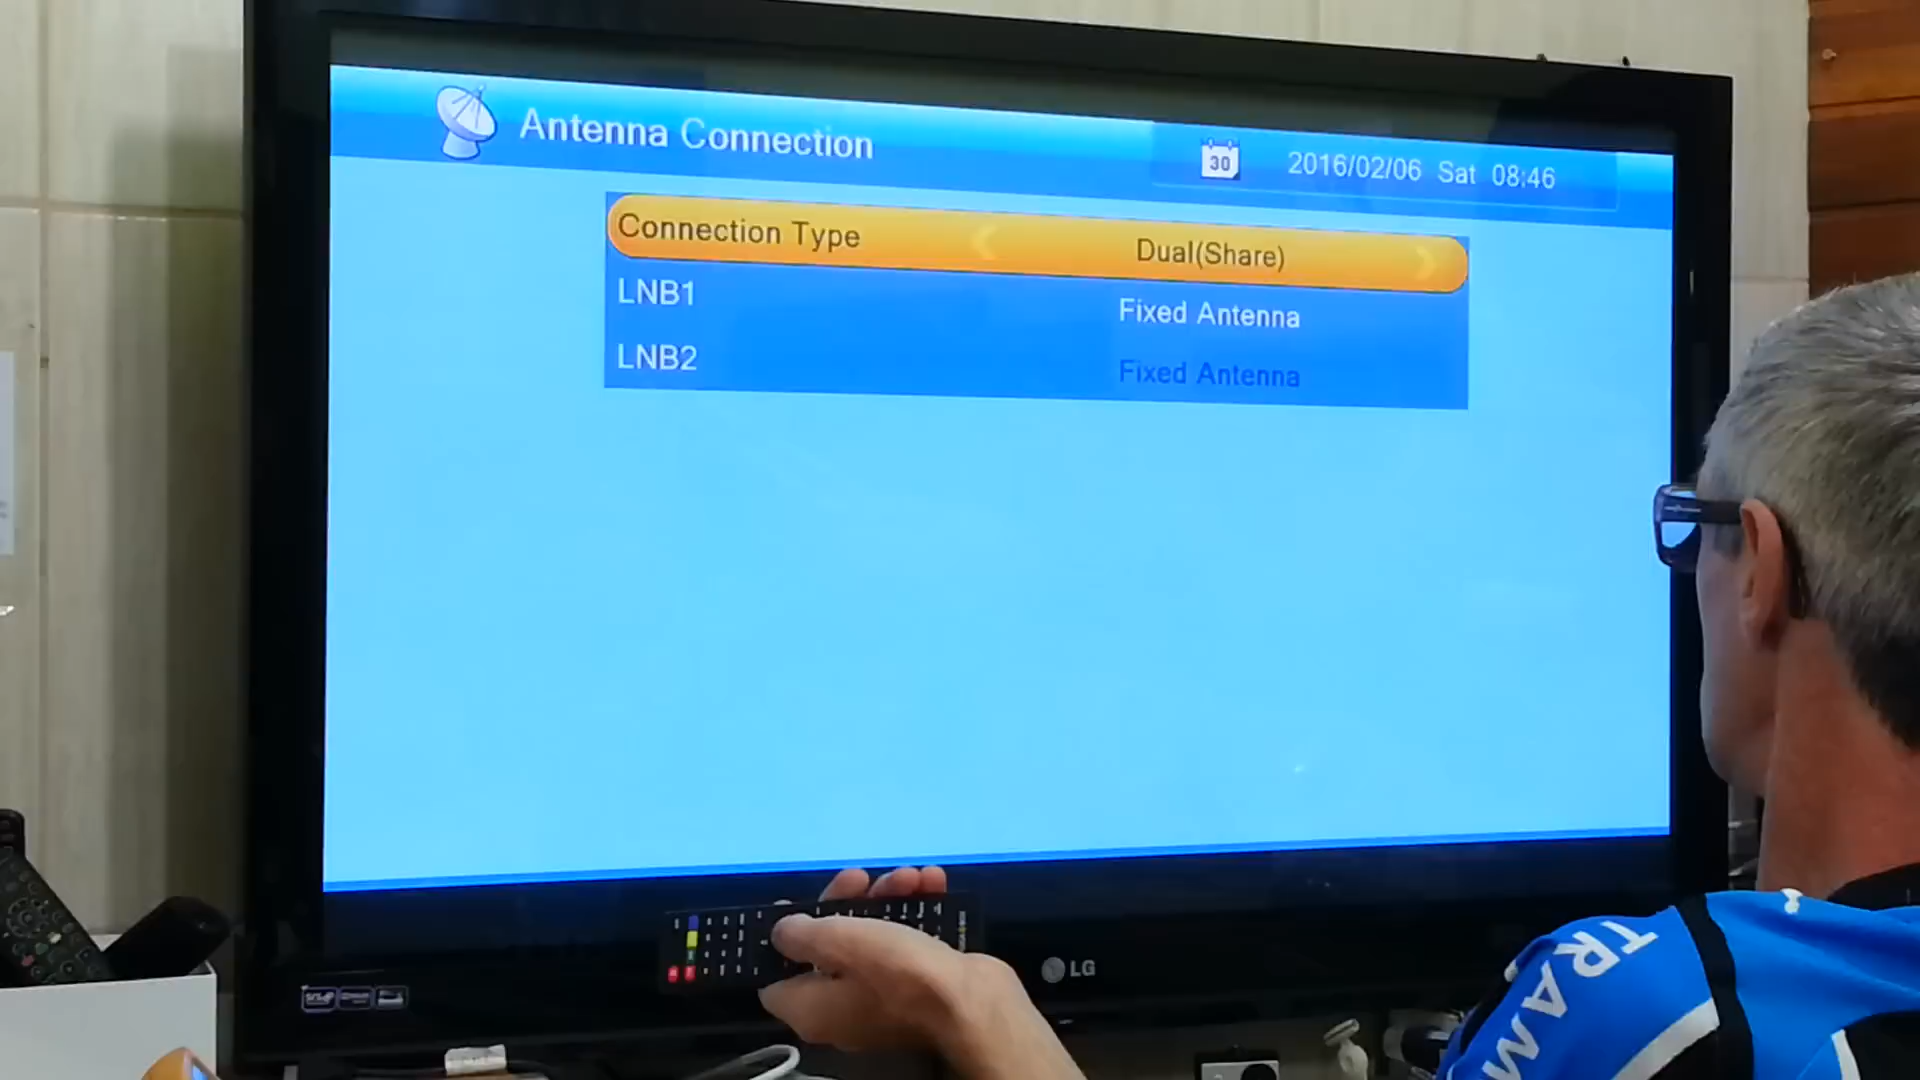 Antenna Connection
30
2016/02/06 Sat 08:46
Connection Type
Dual(Share)
LNB1
Fixed Antenna
LNB2
Fixed Antenna
LG
TRAM